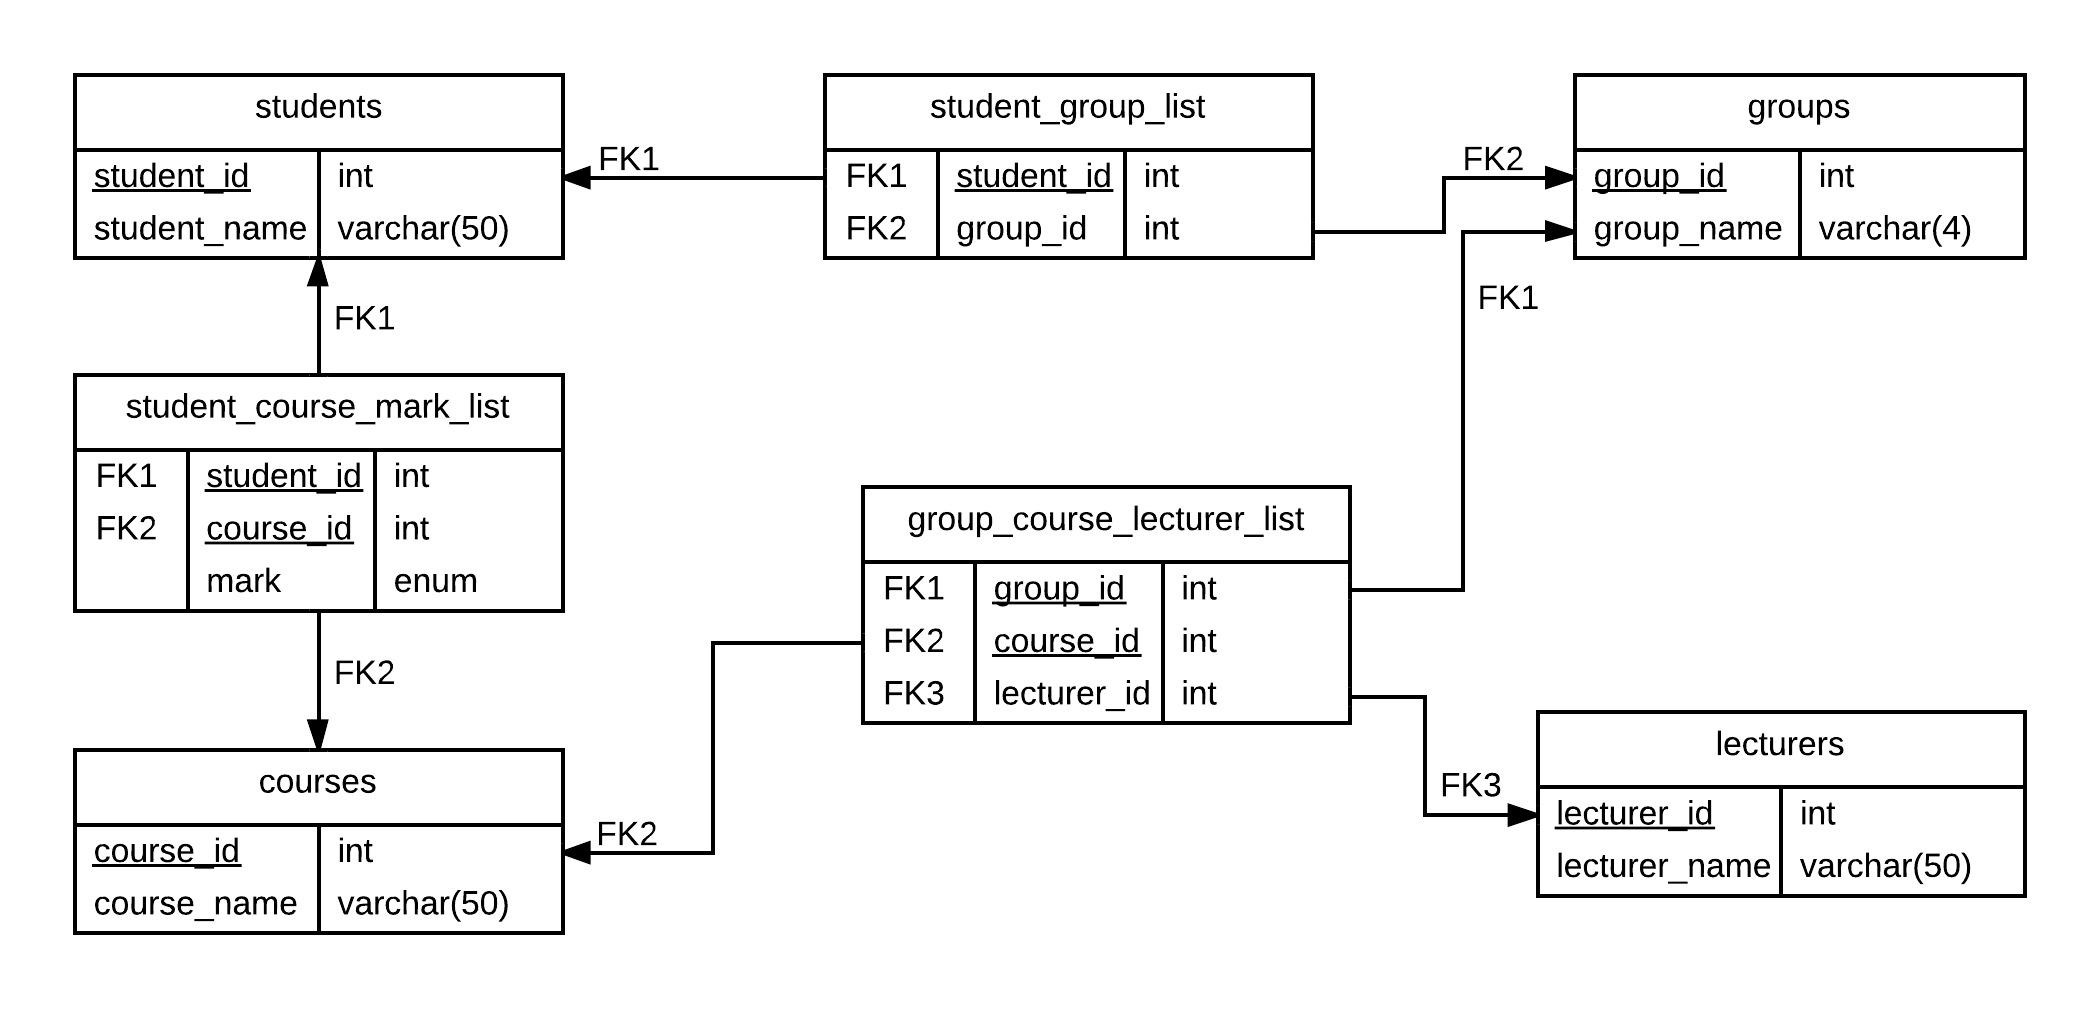 students
student_id int
student_name varchar(50)
FK1
student_group_list
FK1 student_id int
FK2 group_id int
FK2
groups
group_id int
group_name varchar(4)
FK1
FK1
student_course_mark_list
FK1 student_id int
FK2 course_id int
mark enum
FK2
group_course_lecturer_list
FK1 group_id int
FK2 course_id int
FK3 lecturer_id int
FK2
FK3
courses
course_id int
course_name varchar(50)
lecturers
lecturer_id int
lecturer_name varchar(50)